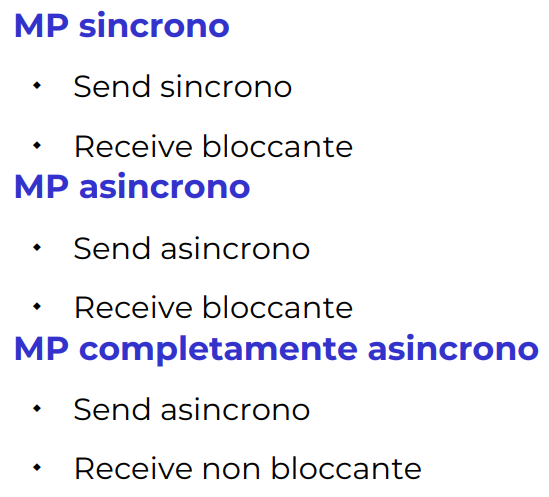 MP sincrono
• Send sincrono
• Receive bloccante
MP asincrono
• Send asincrono
• Receive bloccante
MP completamente asincrono
• Send asincrono
• Receive non bloccante